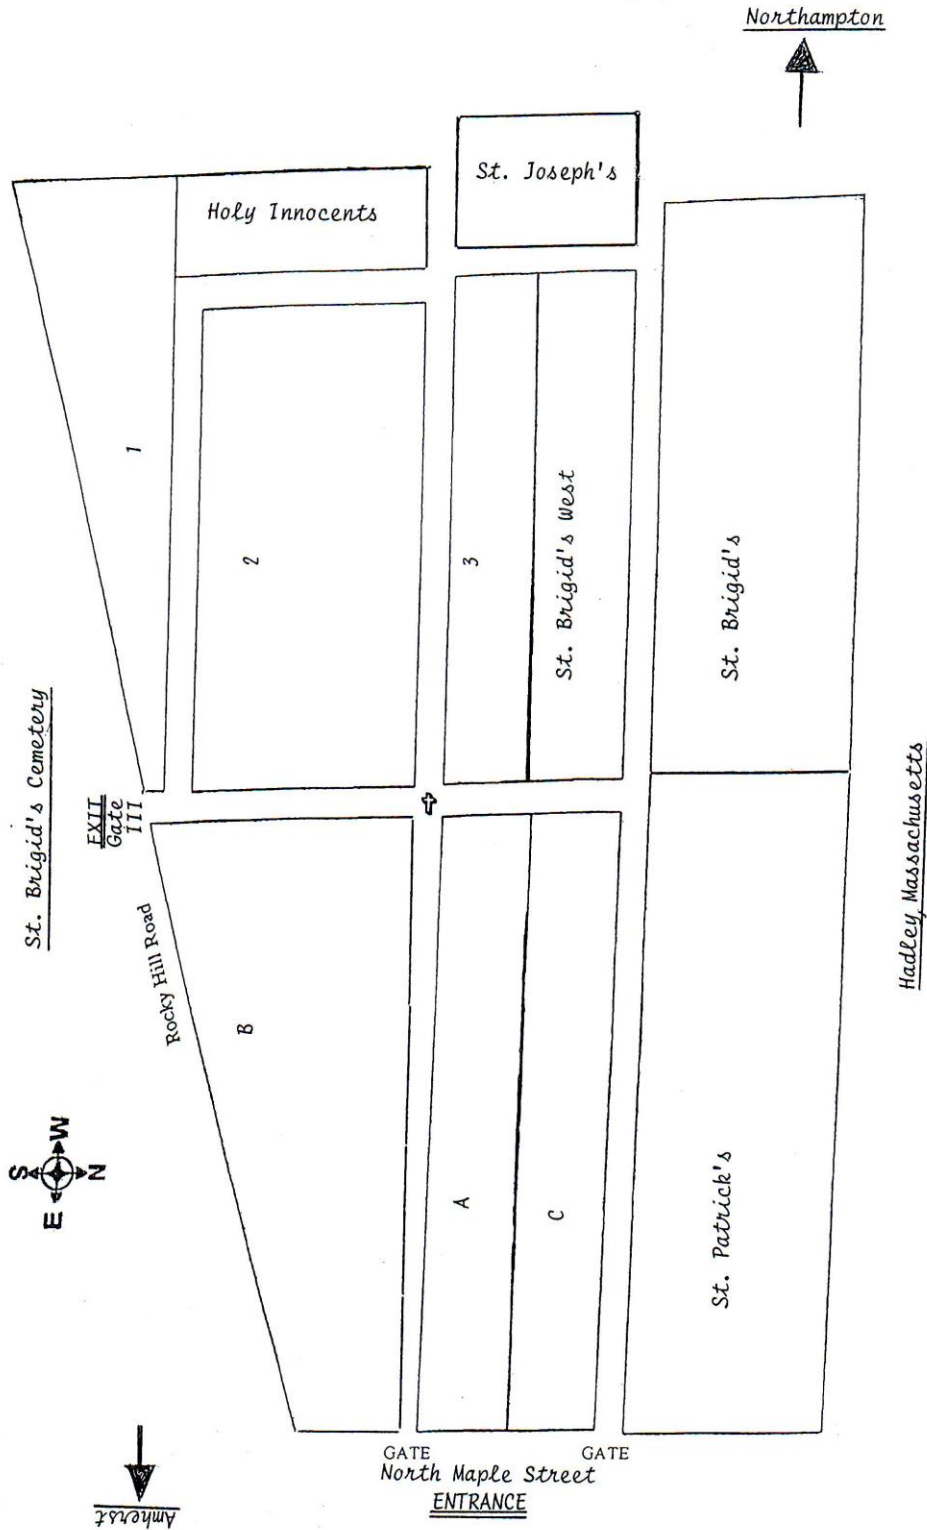 Northampton
St. Joseph's
Holy Innocents
1
2
3
St. Brigid's West
St. Brigid's
St. Brigid's Cemetery
EXIT
Gate
III
Rocky Hill Road
B
A
C
St. Patrick's
Hadley, Massachusetts
S
E
W
N
Amherst
GATE
GATE
North Maple Street
ENTRANCE